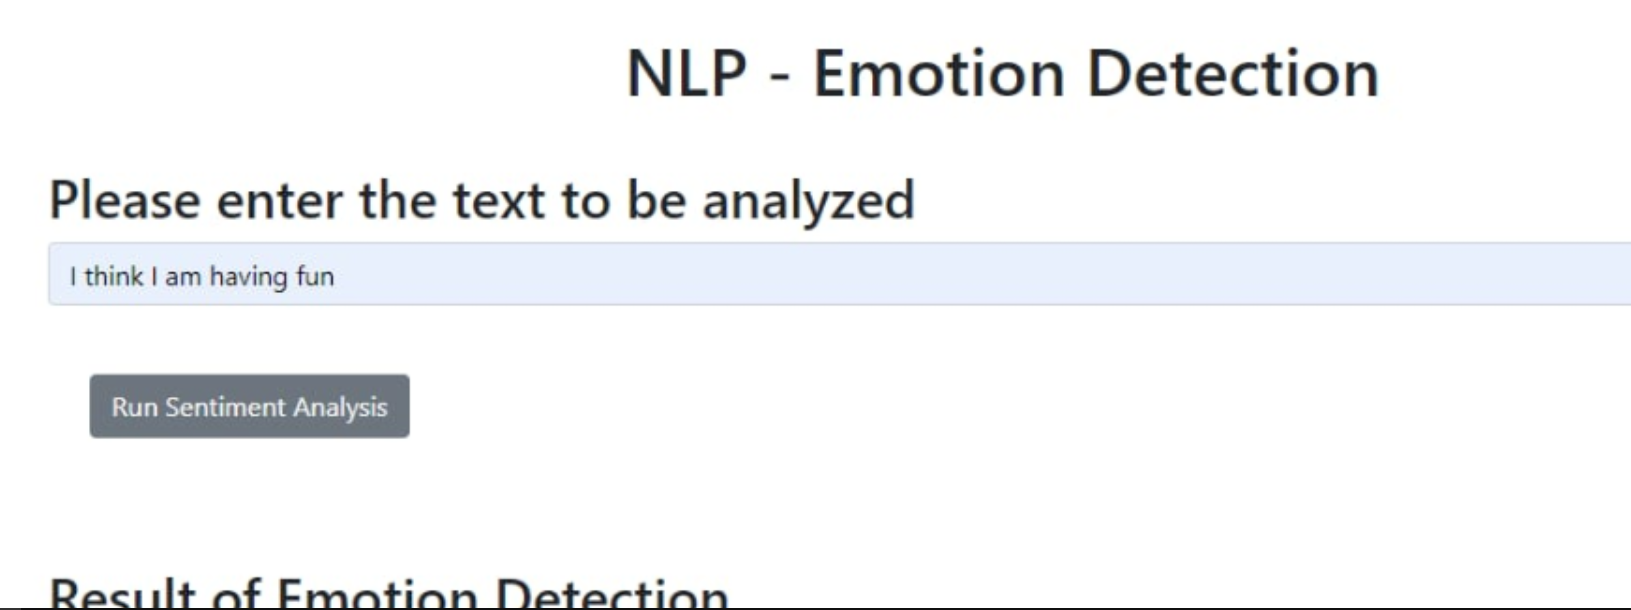 NLP - Emotion Detection
Please enter the text to be analyzed
I think I am having fun
Run Sentiment Analysis
Result of Emotion Detection